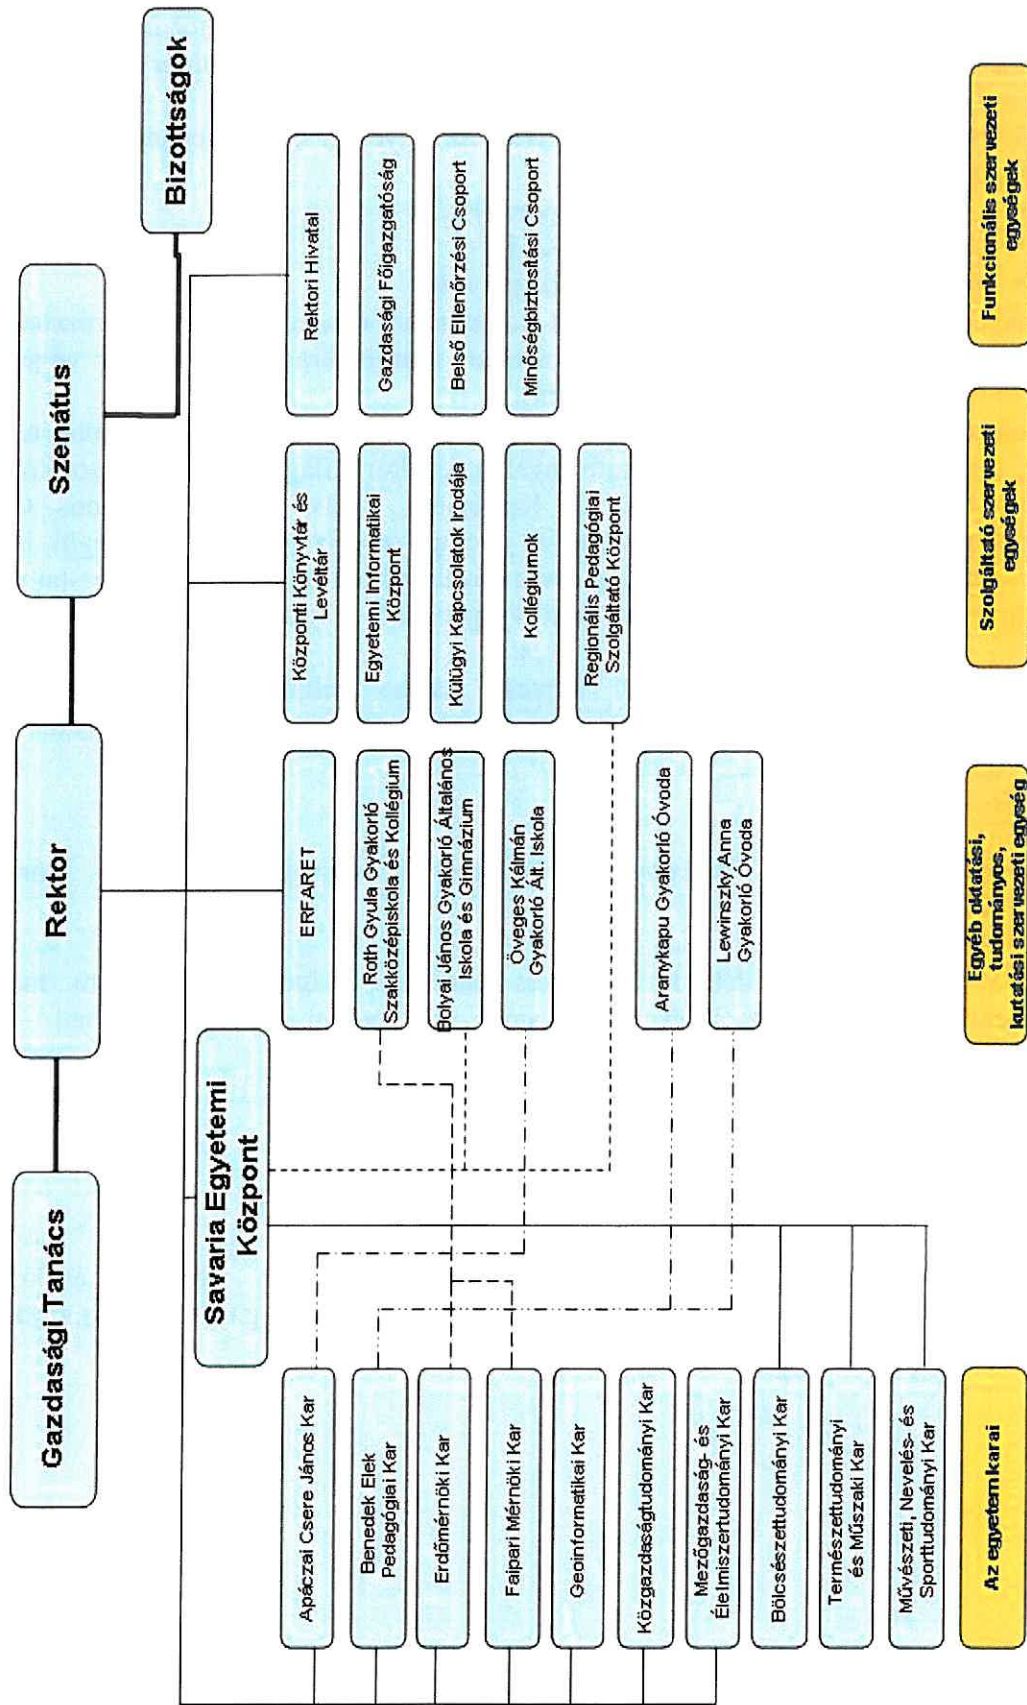 Gazdasági Tanács
Rektor
Szenátus
Bizottságok
Savaria Egyetemi
Központ
Apáczai Csere János Kar
Benedek Elek
Pedagógiai Kar
Erdőmérnöki Kar
Faipari Mérnöki Kar
Geoinformatikai Kar
Közgazdaságtudományi Kar
Mezőgazdaság- és
Élelmiszertudományi Kar
Bölcsészettudományi Kar
Természettudományi
és Műszaki Kar
Művészeti, Nevelés- és
Sporttudományi Kar
Az egyetem karai
ERFARET
Roth Gyula Gyakorló
Szakközépiskola és Kollégium
Bolyai János Gyakorló Általános
Iskola és Gimnázium
Öveges Kálmán
Gyakorló Ált. Iskola
Aranykapu Gyakorló Óvoda
Lewinszky Anna
Gyakorló Óvoda
Egyéb oktatási,
tudományos,
kutatási szervezeti egység
Központi Könyvtár és
Levéltár
Egyetemi Informatikai
Központ
Külügyi Kapcsolatok Irodája
Kollégiumok
Regionális Pedagógiai
Szolgáltató Központ
Szolgáltató szervezeti
egységek
Rektori Hivatal
Gazdasági Főigazgatóság
Belső Ellenőrzési Csoport
Minőségbiztosítási Csoport
Funkcionális szervezeti
egységek